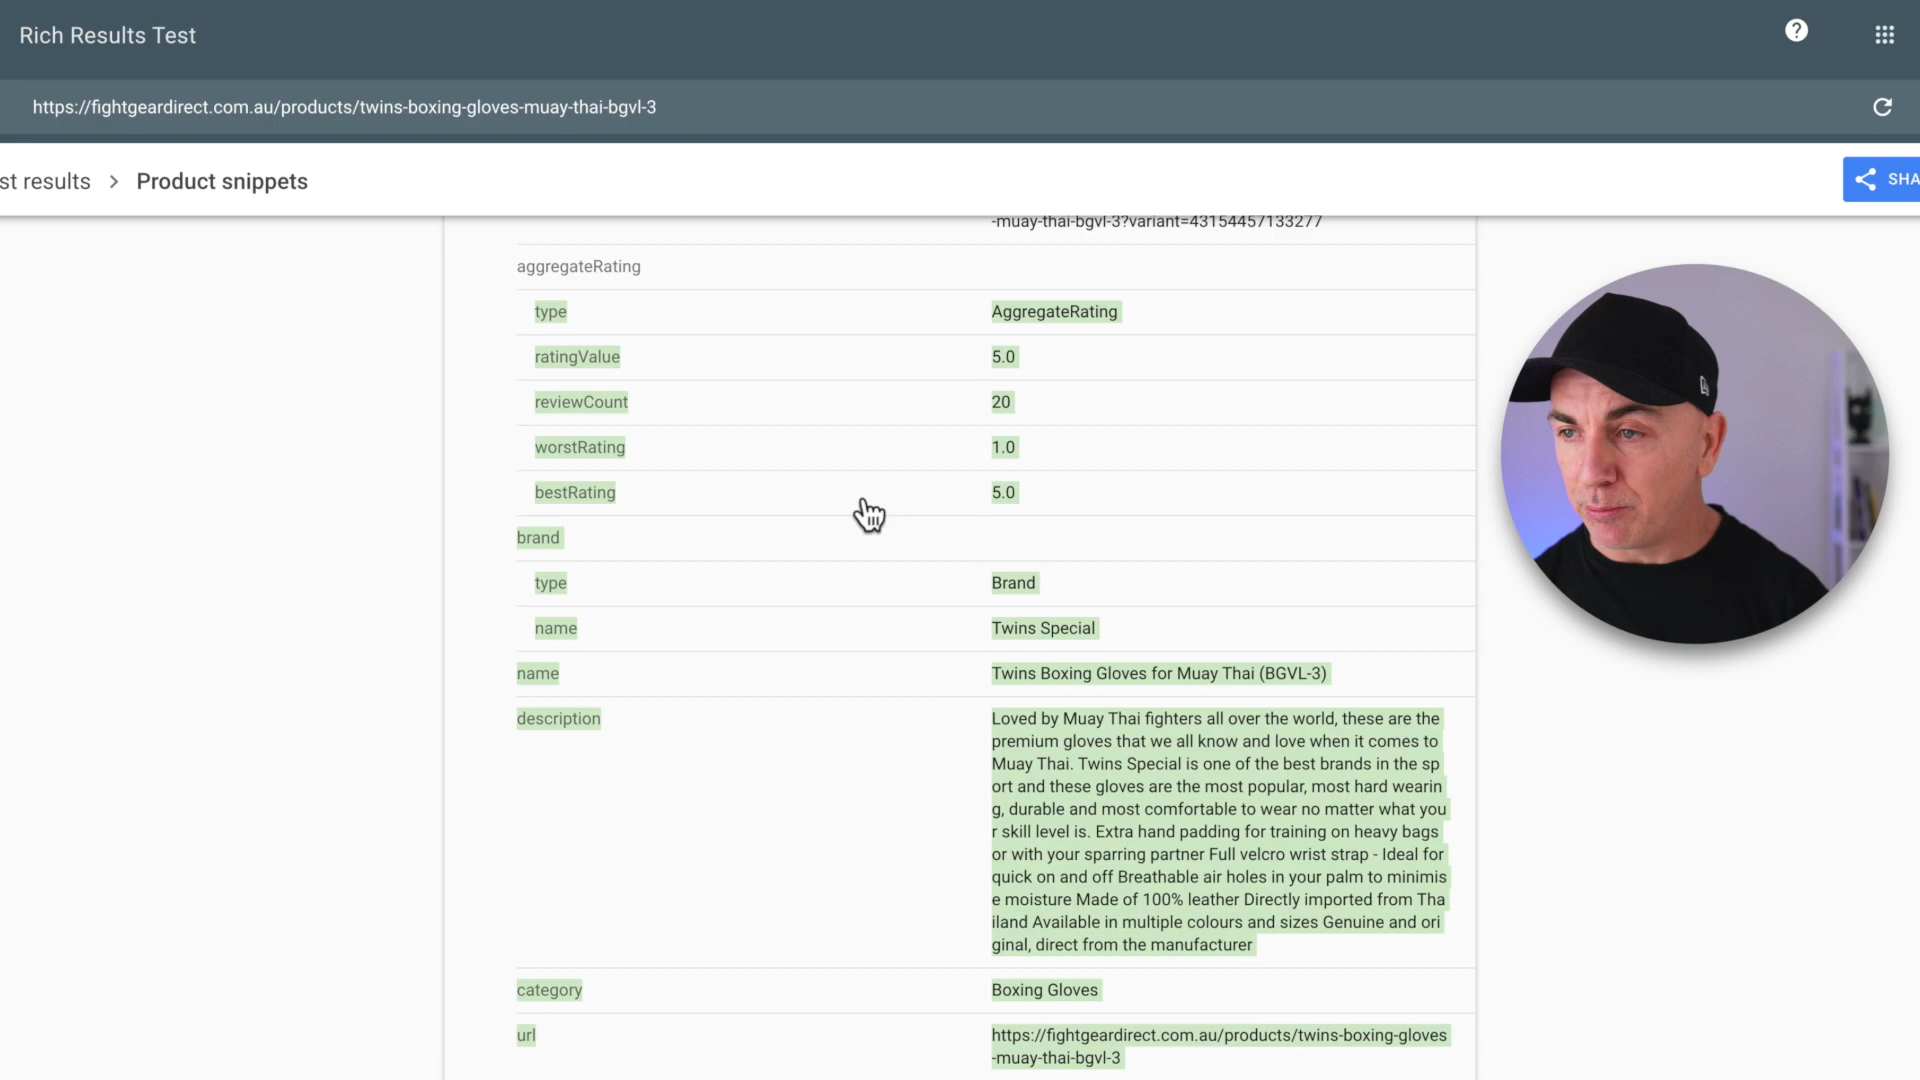 Rich Results Test
https://fightgeardirect.com.au/products/twins-boxing-gloves-muay-thai-bgvl-3
st results > Product snippets
SHA
-muay-thai-bgvl-3?variant=43154457133277
aggregateRating
type AggregateRating
ratingValue 5.0
reviewCount 20
worstRating 1.0
bestRating 5.0
brand
type Brand
name Twins Special
name Twins Boxing Gloves for Muay Thai (BGVL-3)
description Loved by Muay Thai fighters all over the world, these are the
premium gloves that we all know and love when it comes to
Muay Thai. Twins Special is one of the best brands in the sp
ort and these gloves are the most popular, most hard wearin
g, durable and most comfortable to wear no matter what you
r skill level is. Extra hand padding for training on heavy bags
or with your sparring partner Full velcro wrist strap - Ideal for
quick on and off Breathable air holes in your palm to minimis
e moisture Made of 100% leather Directly imported from Tha
iland Available in multiple colours and sizes Genuine and ori
ginal, direct from the manufacturer
category Boxing Gloves
url https://fightgeardirect.com.au/products/twins-boxing-gloves
-muay-thai-bgvl-3